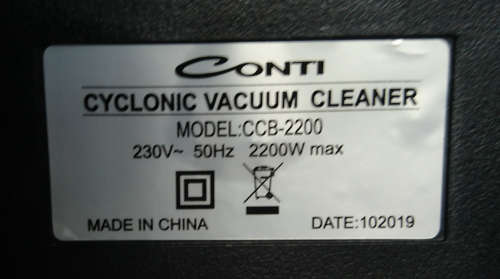 CONTI
CYCLONIC VACUUM CLEANER
MODEL:CCB-2200
230V~ 50Hz 2200W max
MADE IN CHINA DATE:102019